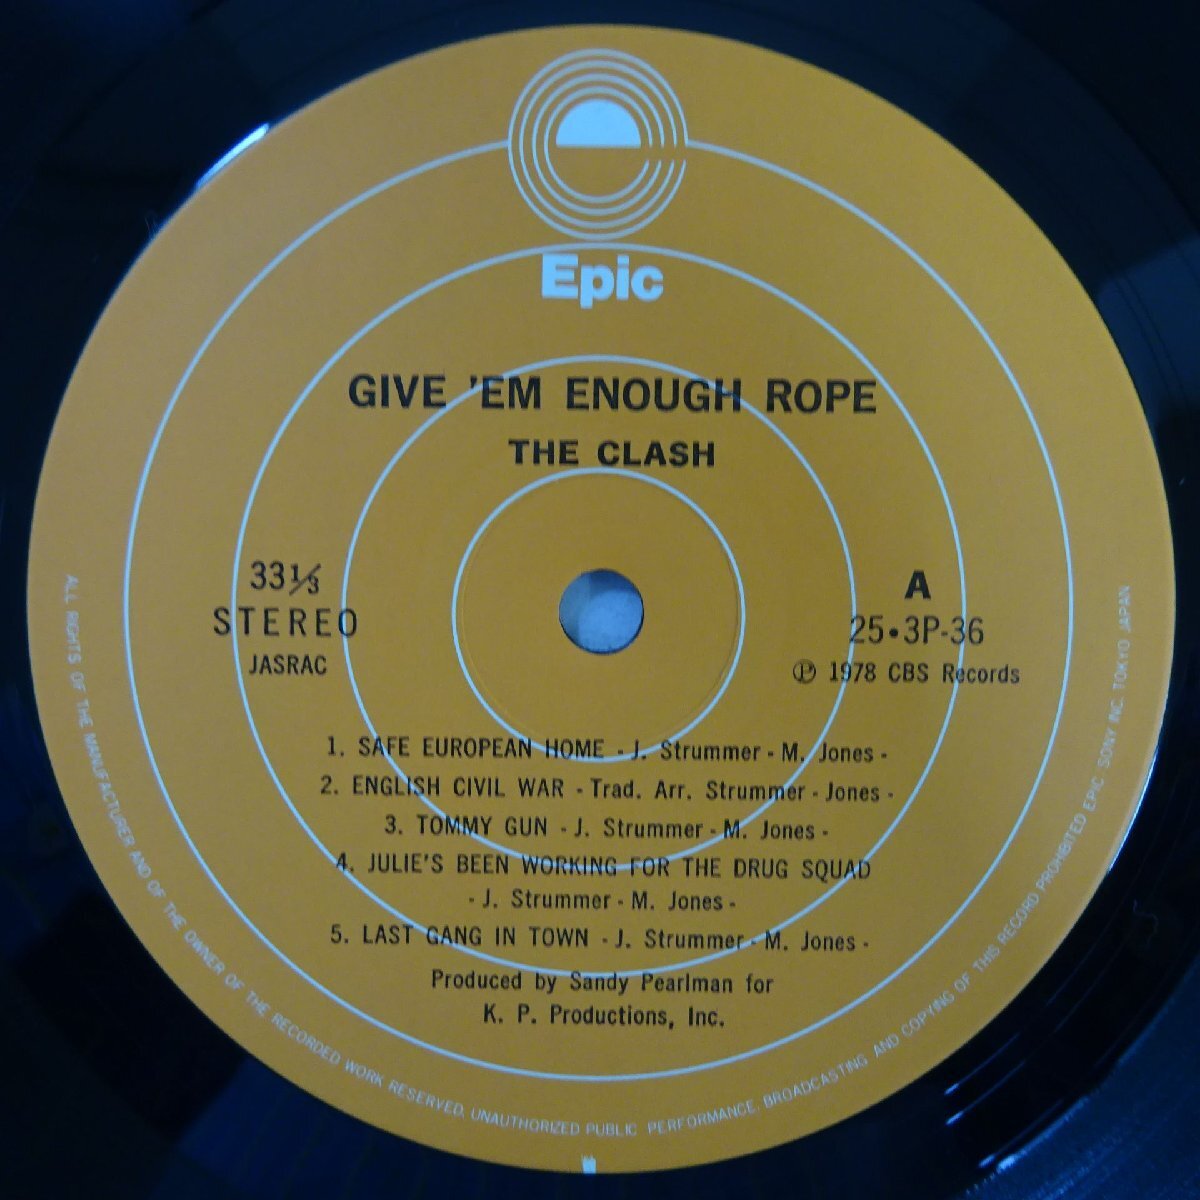 Epic
GIVE 'EM ENOUGH ROPE
THE CLASH
33⅓
STEREO
JASRAC
A
25•3P-36
Ⓟ 1978 CBS Records
1. SAFE EUROPEAN HOME - J. Strummer - M. Jones -
2. ENGLISH CIVIL WAR - Trad. Arr. Strummer - Jones -
3. TOMMY GUN - J. Strummer - M. Jones -
4. JULIE'S BEEN WORKING FOR THE DRUG SQUAD
- J. Strummer - M. Jones -
5. LAST GANG IN TOWN - J. Strummer - M. Jones -
Produced by Sandy Pearlman for
K. P. Productions, Inc.
ALL RIGHTS OF THE MANUFACTURER AND OF THE OWNER OF THE RECORDED WORK RESERVED. UNAUTHORIZED PUBLIC PERFORMANCE. BROADCASTING AND COPYING OF THIS RECORD PROHIBITED EPIC SONY INC. TOKYO JAPAN